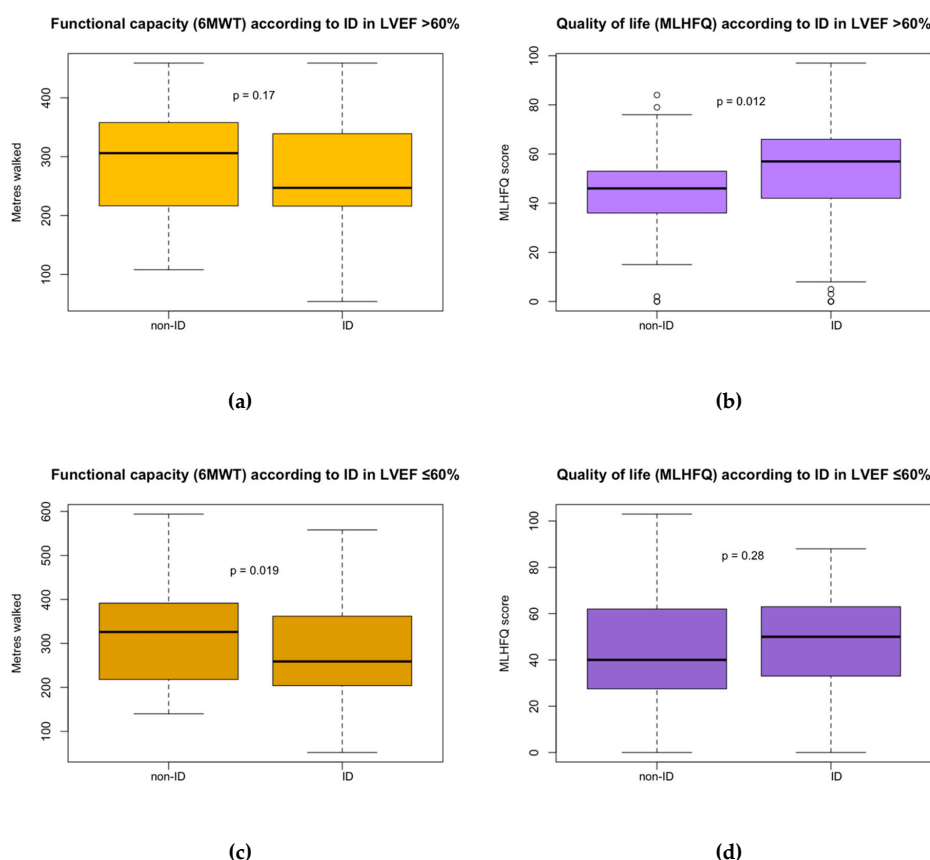 Functional capacity (6MWT) according to ID in LVEF >60%
Metres walked
400
300
200
100
p = 0.17
non-ID
ID
(a)
Quality of life (MLHFQ) according to ID in LVEF >60%
MLHFQ score
100
80
60
40
20
0
p = 0.012
non-ID
ID
(b)
Functional capacity (6MWT) according to ID in LVEF ≤60%
Metres walked
600
500
400
300
200
100
p = 0.019
non-ID
ID
(c)
Quality of life (MLHFQ) according to ID in LVEF ≤60%
MLHFQ score
100
80
60
40
20
0
p = 0.28
non-ID
ID
(d)